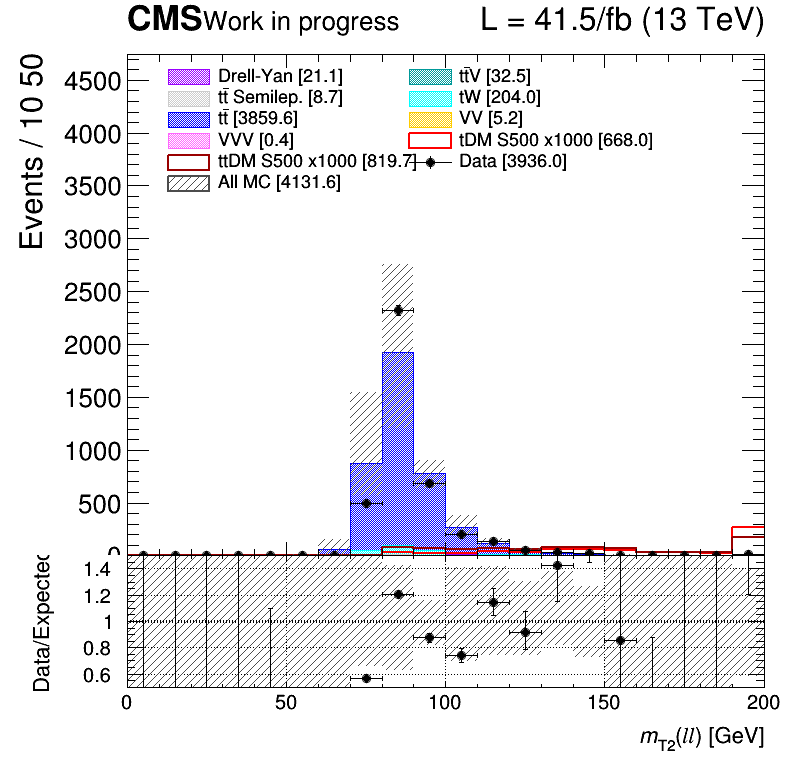 CMS Work in progress L = 41.5/fb (13 TeV)
Events / 10 50
4500
4000
3500
3000
2500
2000
1500
1000
500
0
Drell-Yan [21.1] tt̄V [32.5]
tt̄ Semilep. [8.7] tW [204.0]
tt̄ [3859.6] VV [5.2]
VVV [0.4] tDM S500 x1000 [668.0]
ttDM S500 x1000 [819.7] Data [3936.0]
All MC [4131.6]
Data/Expected
1.4
1.2
1
0.8
0.6
0 50 100 150 200
m_T2(ll) [GeV]